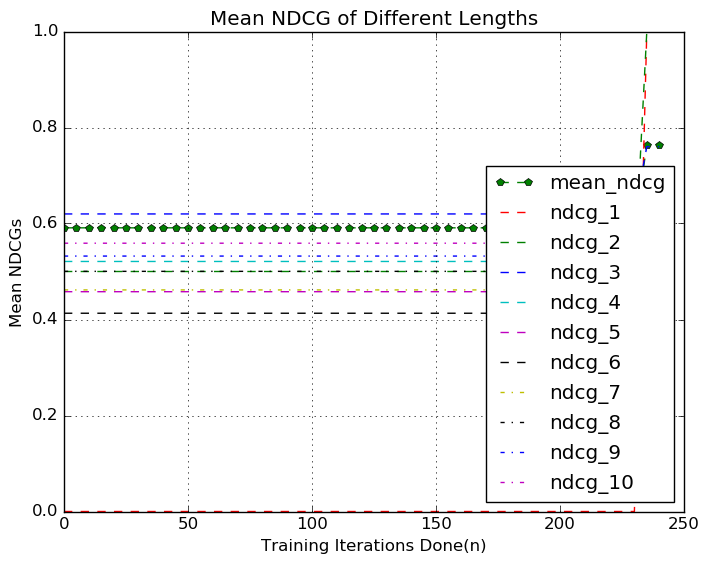 Mean NDCG of Different Lengths
Mean NDCGs
1.0
0.8
0.6
0.4
0.2
0.0
mean_ndcg
ndcg_1
ndcg_2
ndcg_3
ndcg_4
ndcg_5
ndcg_6
ndcg_7
ndcg_8
ndcg_9
ndcg_10
0 50 100 150 200 250
Training Iterations Done(n)